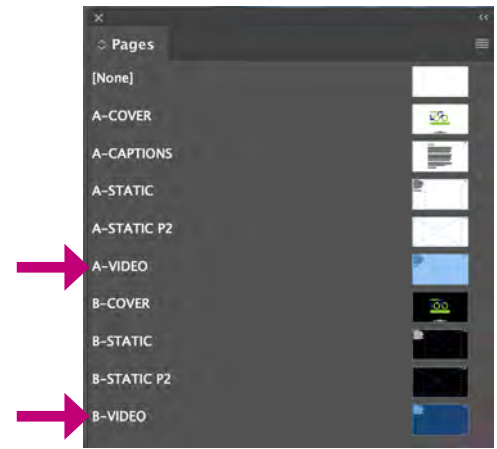 Pages
[None]
A-COVER
A-CAPTIONS
A-STATIC
A-STATIC P2
A-VIDEO
B-COVER
B-STATIC
B-STATIC P2
B-VIDEO